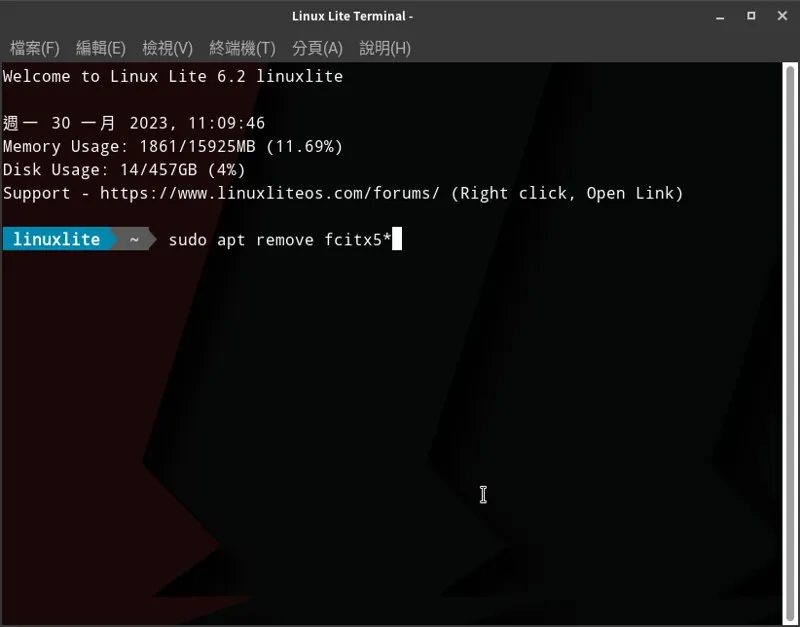 Linux Lite Terminal -
檔案(F) 編輯(E) 檢視(V) 終端機(T) 分頁(A) 說明(H)
Welcome to Linux Lite 6.2 linuxlite
週一 30 一月 2023, 11:09:46
Memory Usage: 1861/15925MB (11.69%)
Disk Usage: 14/457GB (4%)
Support - https://www.linuxliteos.com/forums/ (Right click, Open Link)
linuxlite ~ sudo apt remove fcitx5*